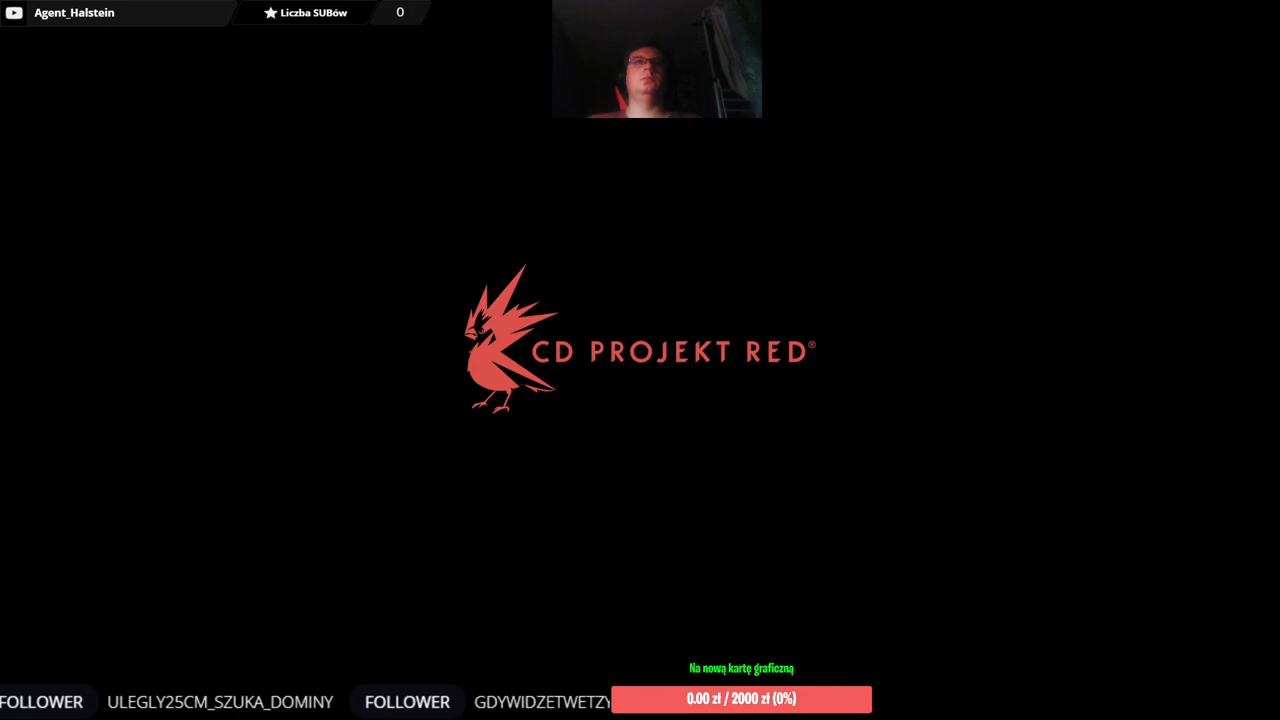 Agent_Halstein
Liczba SUBów
0
CD PROJEKT RED®
Na nową kartę graficzną
FOLLOWER
ULEGLY25CM_SZUKA_DOMINY
FOLLOWER
GDYWIDZETWETZY
0.00 zł / 2000 zł (0%)